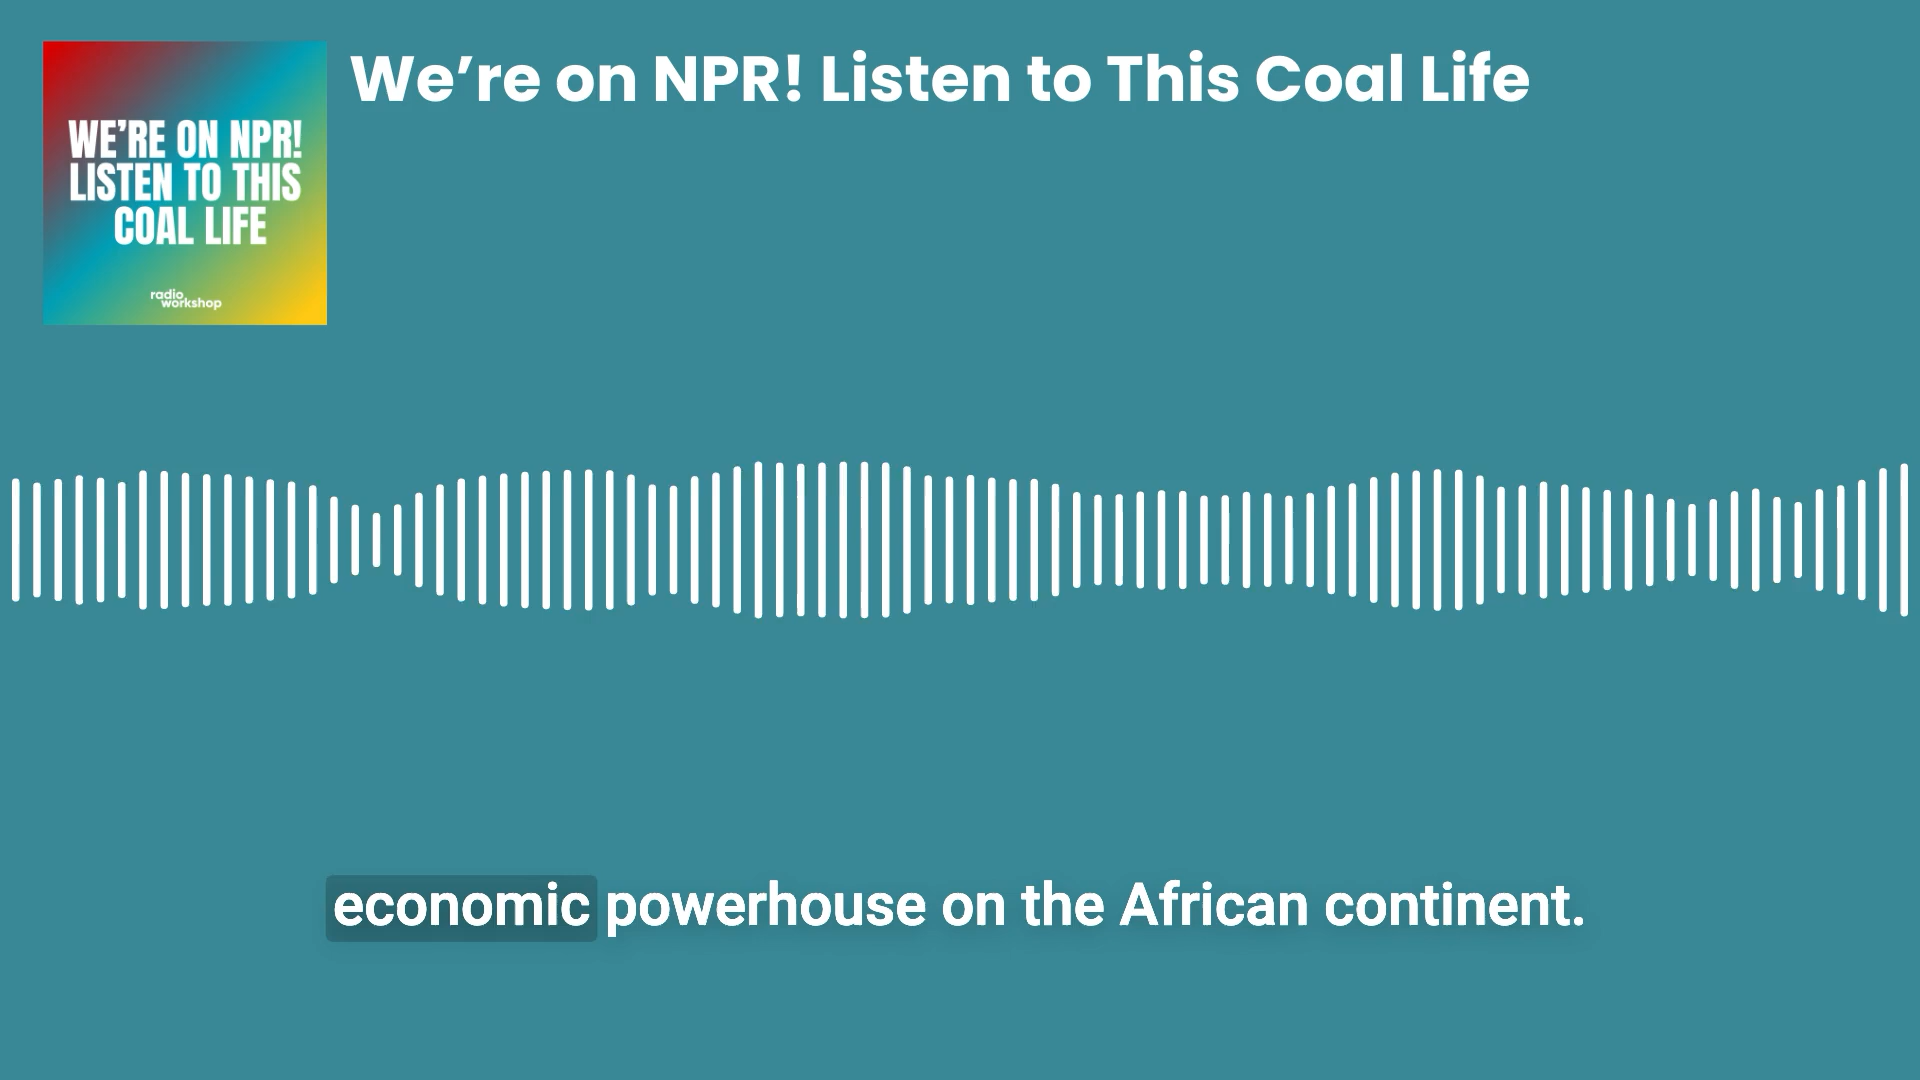 WE’RE ON NPR!
LISTEN TO THIS
COAL LIFE
radio
workshop
We’re on NPR! Listen to This Coal Life
economic powerhouse on the African continent.